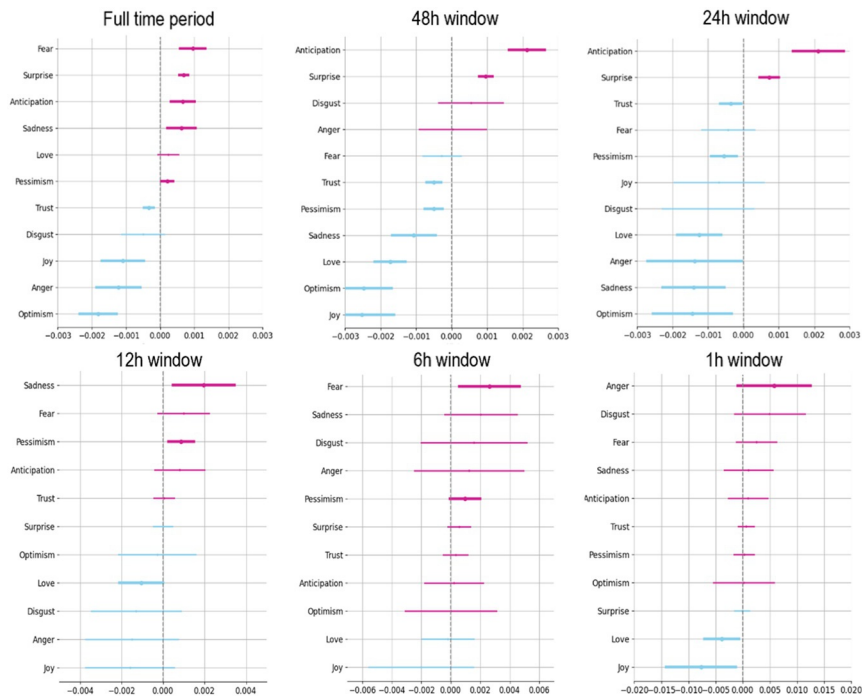 Full time period
Fear
Surprise
Anticipation
Sadness
Love
Pessimism
Trust
Disgust
Joy
Anger
Optimism
-0.003 -0.002 -0.001 0.000 0.001 0.002 0.003
48h window
Anticipation
Surprise
Disgust
Anger
Fear
Trust
Pessimism
Sadness
Love
Optimism
Joy
-0.003 -0.002 -0.001 0.000 0.001 0.002 0.003
24h window
Anticipation
Surprise
Trust
Fear
Pessimism
Joy
Disgust
Love
Anger
Sadness
Optimism
-0.003 -0.002 -0.001 0.000 0.001 0.002 0.003
12h window
Sadness
Fear
Pessimism
Anticipation
Trust
Surprise
Optimism
Love
Disgust
Anger
Joy
−0.004 −0.002 0.000 0.002 0.004
6h window
Fear
Sadness
Disgust
Anger
Pessimism
Surprise
Trust
Anticipation
Optimism
Love
Joy
−0.006 −0.004 −0.002 0.000 0.002 0.004 0.006
1h window
Anger
Disgust
Fear
Sadness
Anticipation
Trust
Pessimism
Optimism
Surprise
Love
Joy
−0.020 −0.015 −0.010 −0.005 0.000 0.005 0.010 0.015 0.020